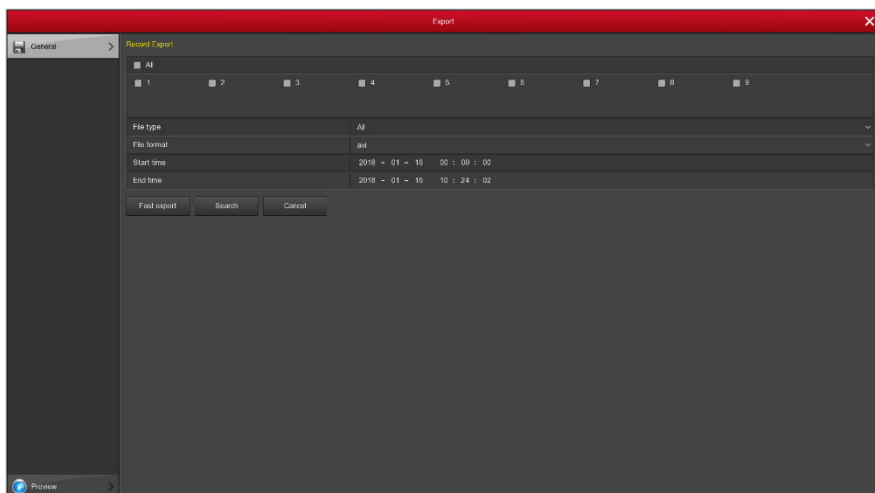 Export
General
Record Export
All
1 2 3 4 5 6 7 8 9
File type All
File format avi
Start time 2018 - 01 - 16 00 : 00 : 00
End time 2018 - 01 - 16 10 : 24 : 02
Fast export Search Cancel
Preview